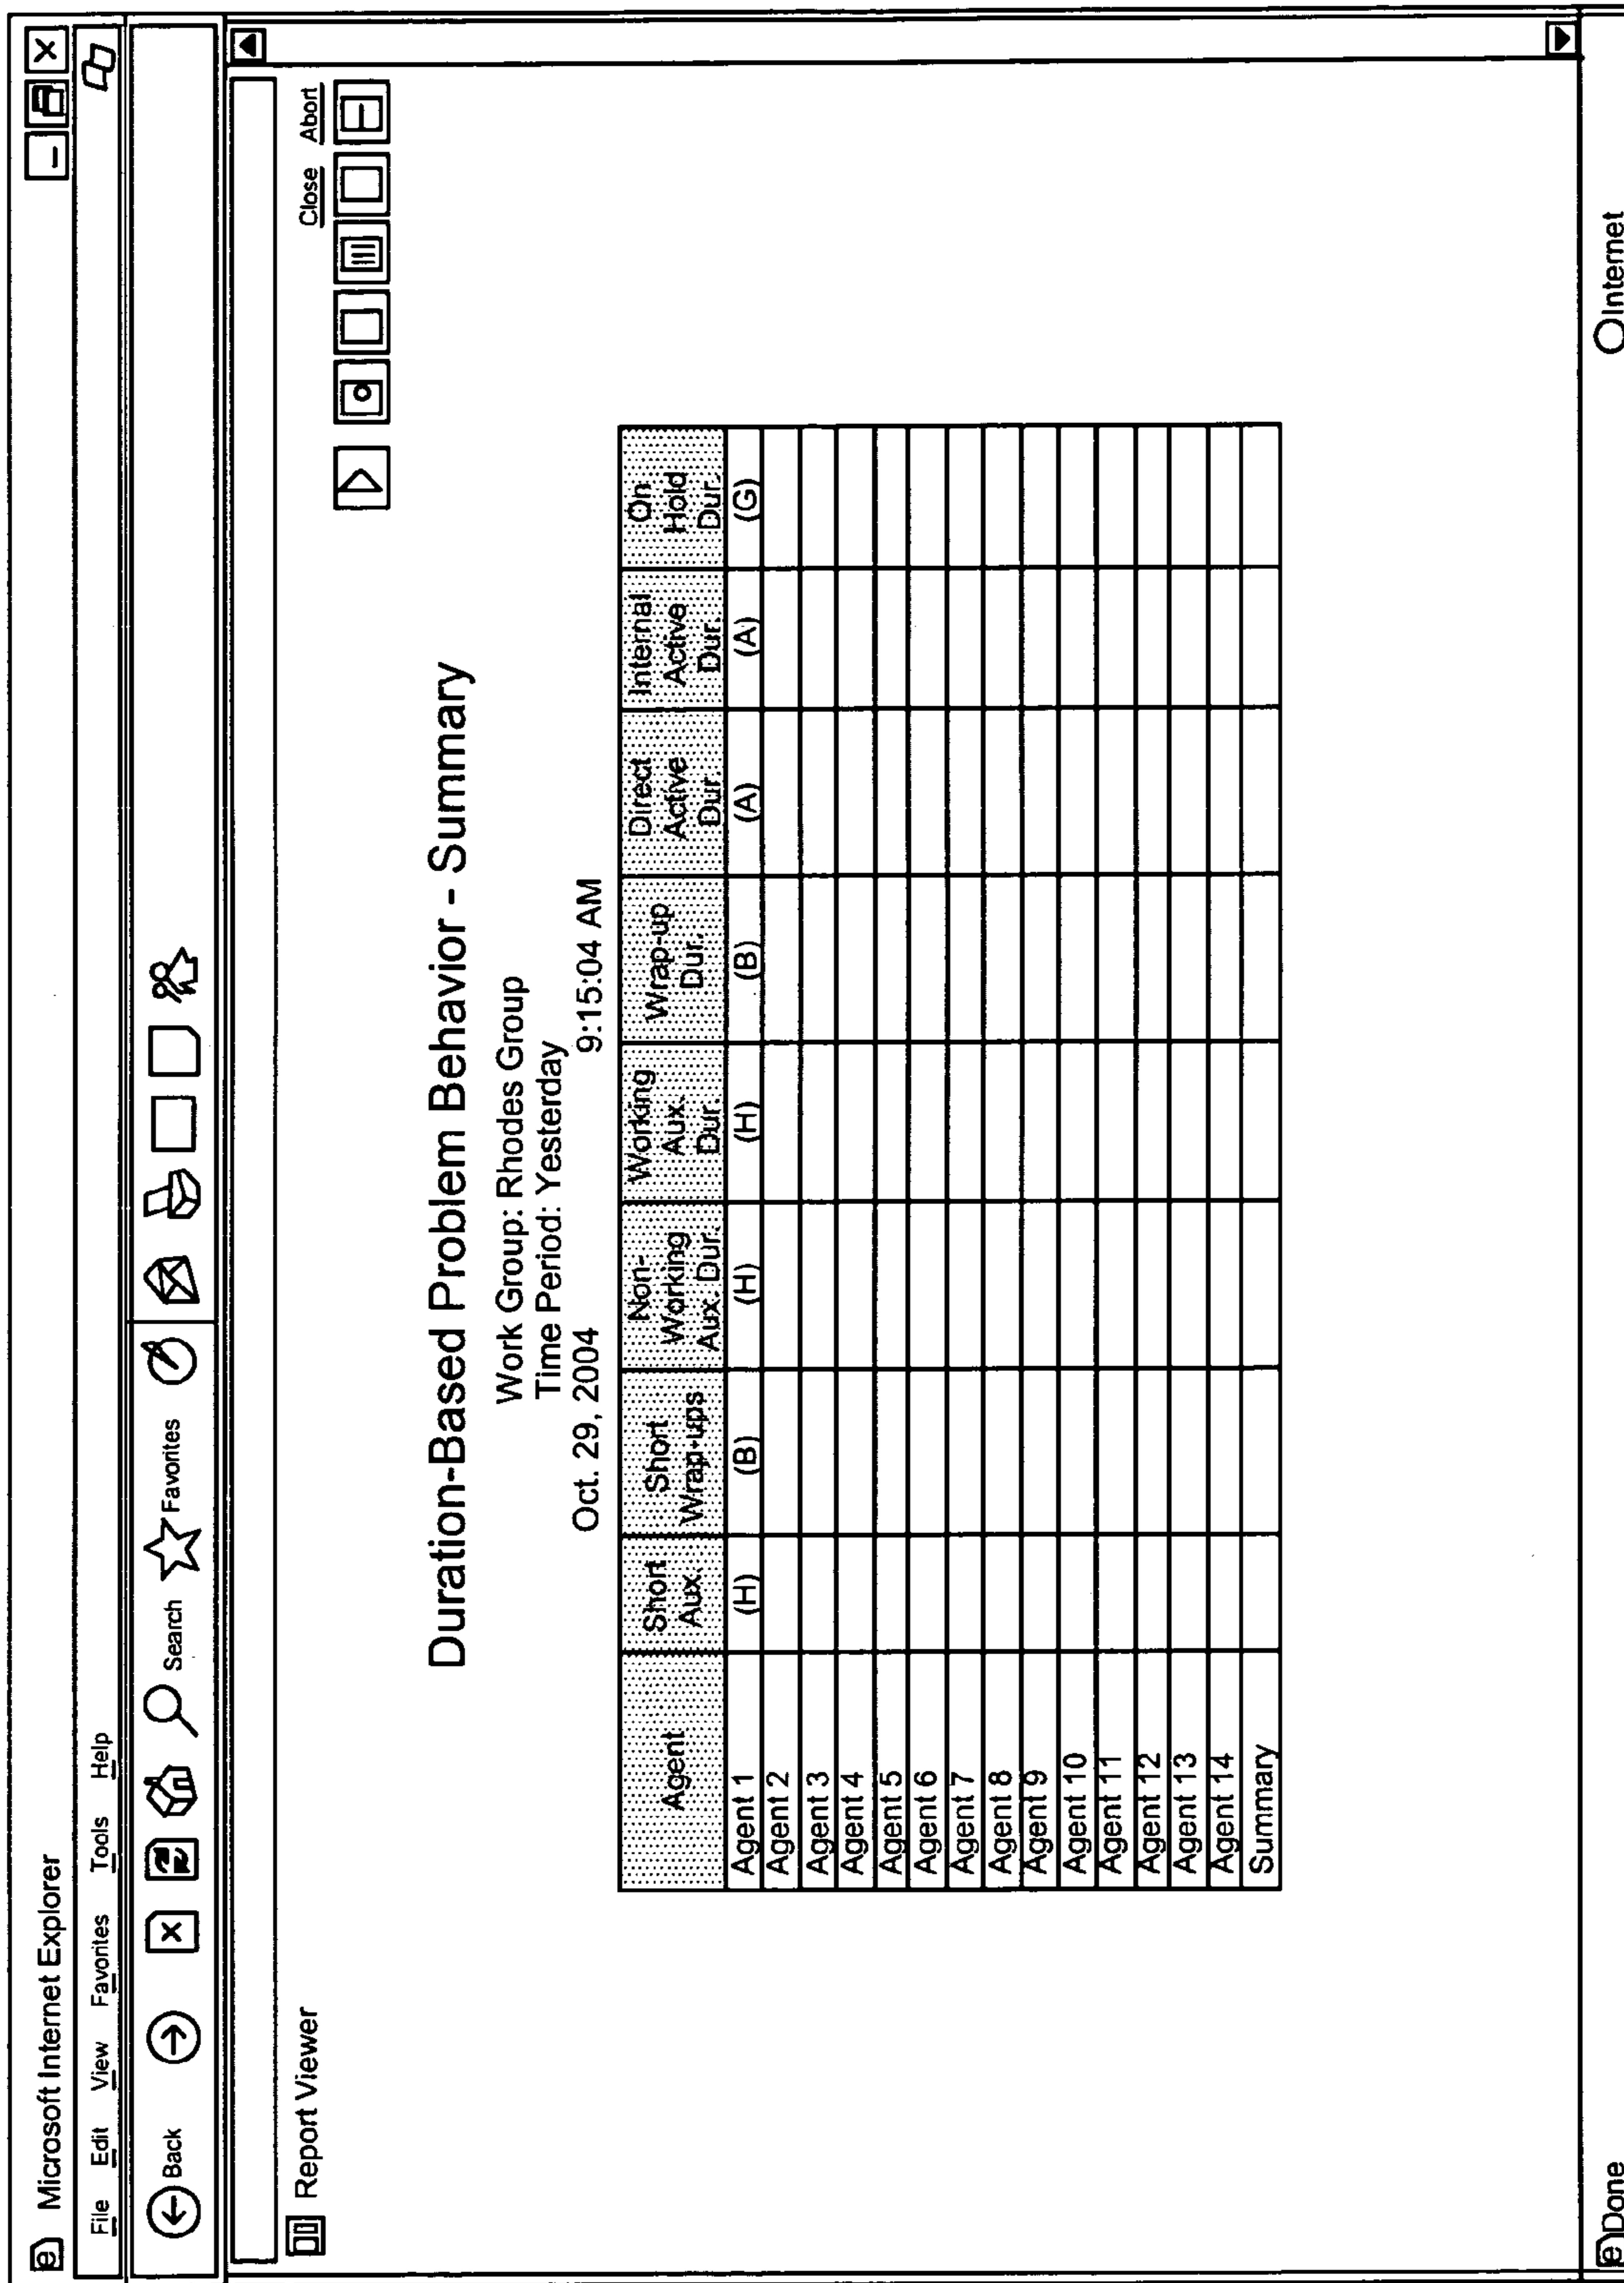 Microsoft Internet Explorer
File Edit View Favorites Tools Help
Back Search Favorites
Report Viewer
Close Abort
Duration-Based Problem Behavior - Summary
Work Group: Rhodes Group
Time Period: Yesterday
Oct. 29, 2004 9:15:04 AM
Agent Short Aux. Short Wrap-ups Non-Working Aux. Dur. Working Aux. Dur. Wrap-up Dur. Direct Active Dur. Internal Active Dur. On Hold Dur.
Agent 1 (H) (B) (H) (H) (B) (A) (A) (G)
Agent 2
Agent 3
Agent 4
Agent 5
Agent 6
Agent 7
Agent 8
Agent 9
Agent 10
Agent 11
Agent 12
Agent 13
Agent 14
Summary
Done Internet